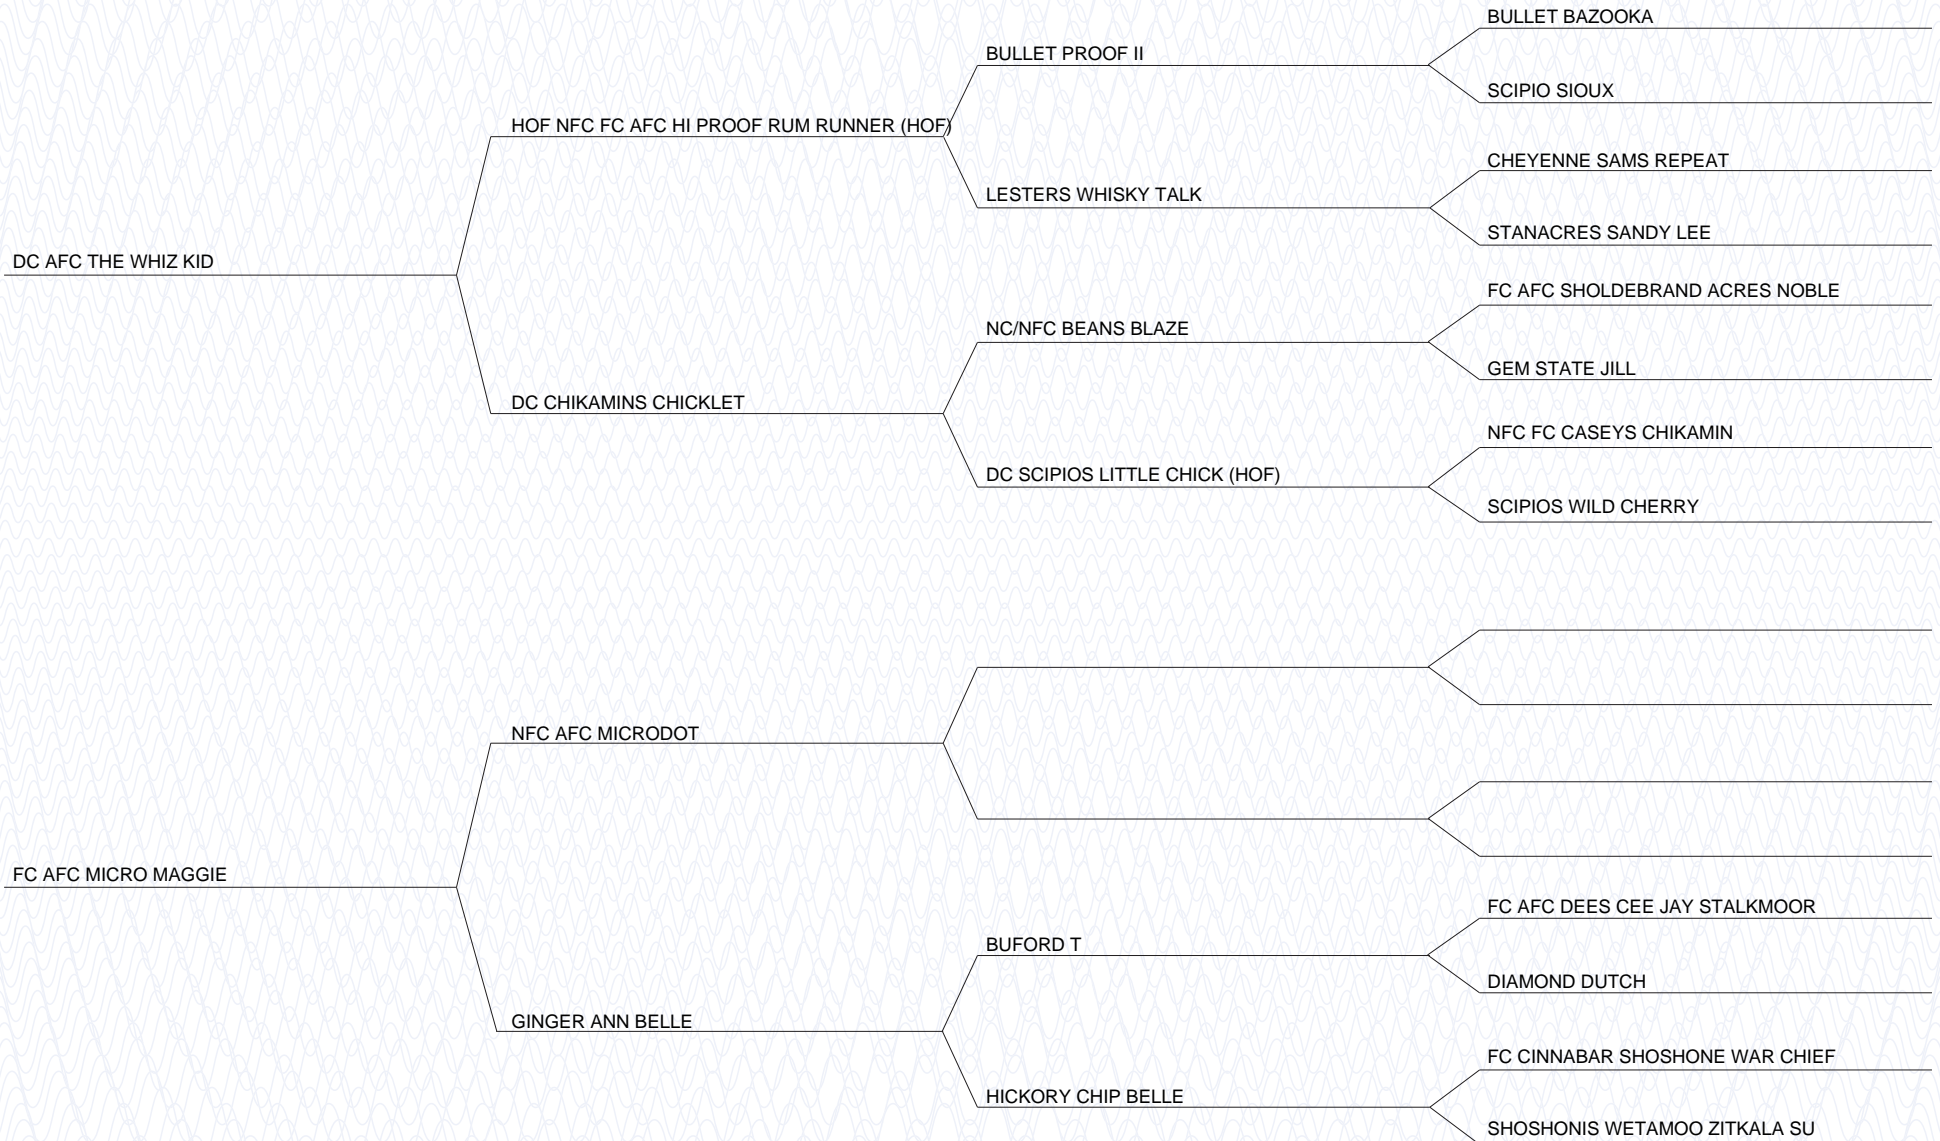 BULLET BAZOOKA
BULLET PROOF II
SCIPIO SIOUX
HOF NFC FC AFC HI PROOF RUM RUNNER (HOF)
CHEYENNE SAMS REPEAT
LESTERS WHISKY TALK
STANACRES SANDY LEE
DC AFC THE WHIZ KID
FC AFC SHOLDEBRAND ACRES NOBLE
NC/NFC BEANS BLAZE
GEM STATE JILL
DC CHIKAMINS CHICKLET
NFC FC CASEYS CHIKAMIN
DC SCIPIOS LITTLE CHICK (HOF)
SCIPIOS WILD CHERRY
NFC AFC MICRODOT
FC AFC MICRO MAGGIE
FC AFC DEES CEE JAY STALKMOOR
BUFORD T
DIAMOND DUTCH
GINGER ANN BELLE
FC CINNABAR SHOSHONE WAR CHIEF
HICKORY CHIP BELLE
SHOSHONIS WETAMOO ZITKALA SU